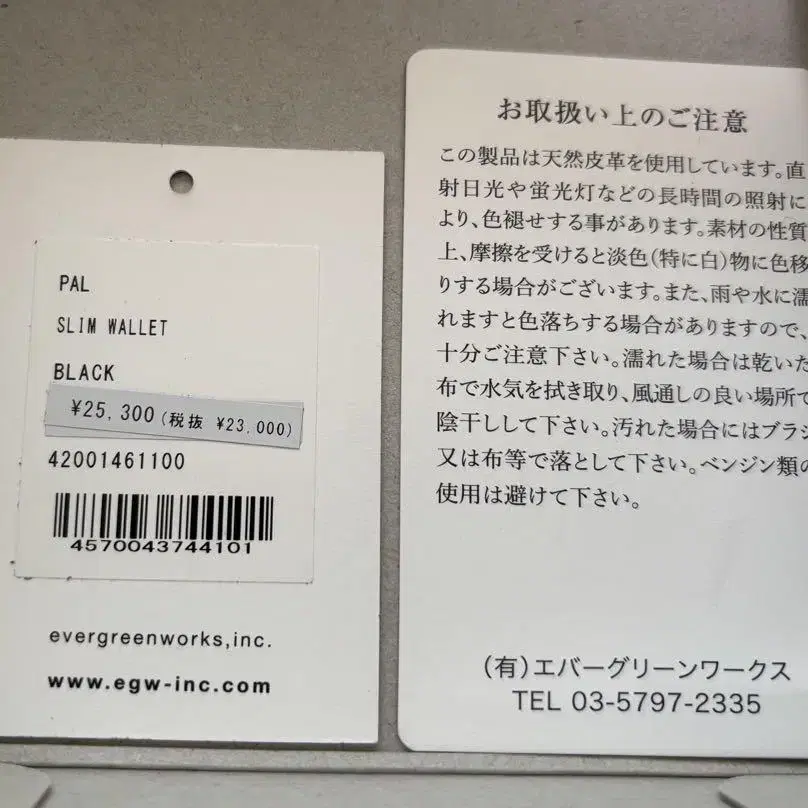 PAL
SLIM WALLET
BLACK
¥25,300(税抜 ¥23,000)
42001461100
4570043744101
evergreenworks,inc.
www.egw-inc.com
お取扱い上のご注意
この製品は天然皮革を使用しています。直
射日光や蛍光灯などの長時間の照射に
より、色褪せする事があります。素材の性質
上、摩擦を受けると淡色(特に白)物に色移
りする場合がございます。また、雨や水に濡
れますと色落ちする場合がありますので、
十分ご注意下さい。濡れた場合は乾いた
布で水気を拭き取り、風通しの良い場所で
陰干しして下さい。汚れた場合にはブラシ
又は布等で落として下さい。ベンジン類の
使用は避けて下さい。
(有)エバーグリーンワークス
TEL 03-5797-2335